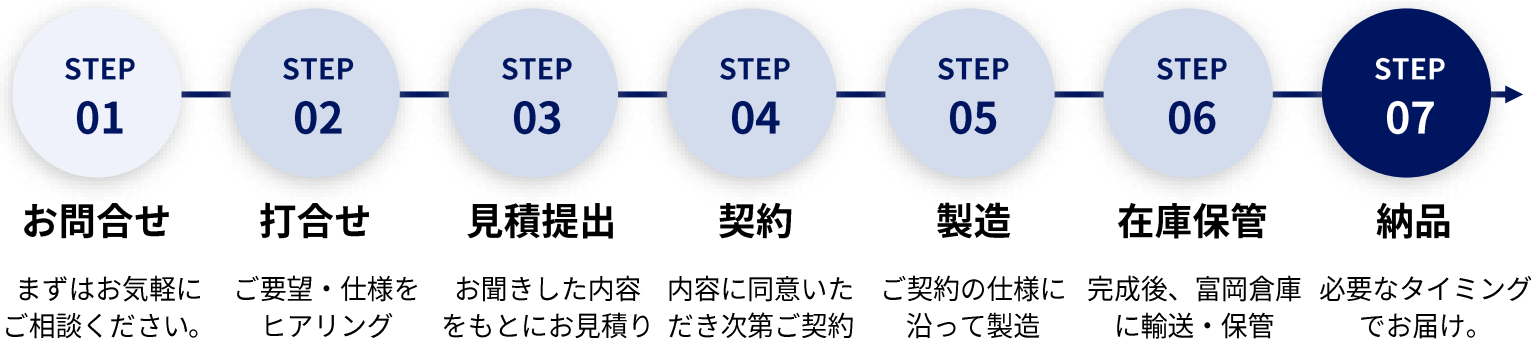 STEP
01
お問合せ
まずはお気軽に
ご相談ください。
STEP
02
打合せ
ご要望・仕様を
ヒアリング
STEP
03
見積提出
お聞きした内容
をもとにお見積り
STEP
04
契約
内容に同意いた
だき次第ご契約
STEP
05
製造
ご契約の仕様に
沿って製造
STEP
06
在庫保管
完成後、富岡倉庫
に輸送・保管
STEP
07
納品
必要なタイミング
でお届け。